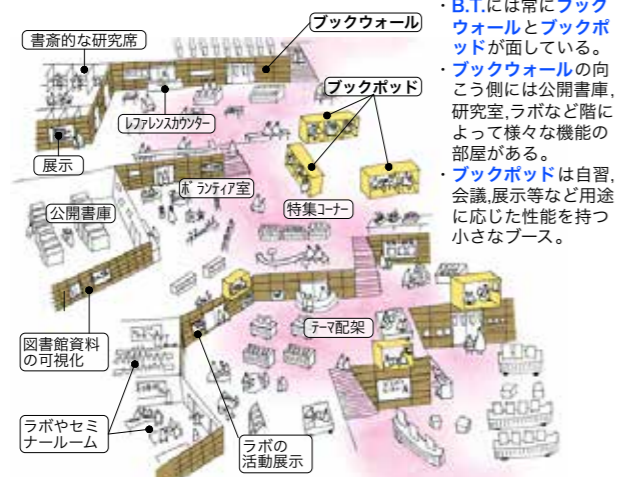 ・B.T.には常にブック
ウォールとブックポ
ッドが面している。
・ブックウォールの向
こう側には公開書庫,
研究室,ラボなど階に
よって様々な機能の
部屋がある。
・ブックポッドは自習,
会議,展示等など用途
に応じた性能を持つ
小さなブース。
書斎的な研究席
ブックウォール
ブックポッド
レファレンスカウンター
展示
ボランティア室
公開書庫
特集コーナー
図書館資料
の可視化
テーマ配架
ラボやセミ
ナールーム
ラボの
活動展示